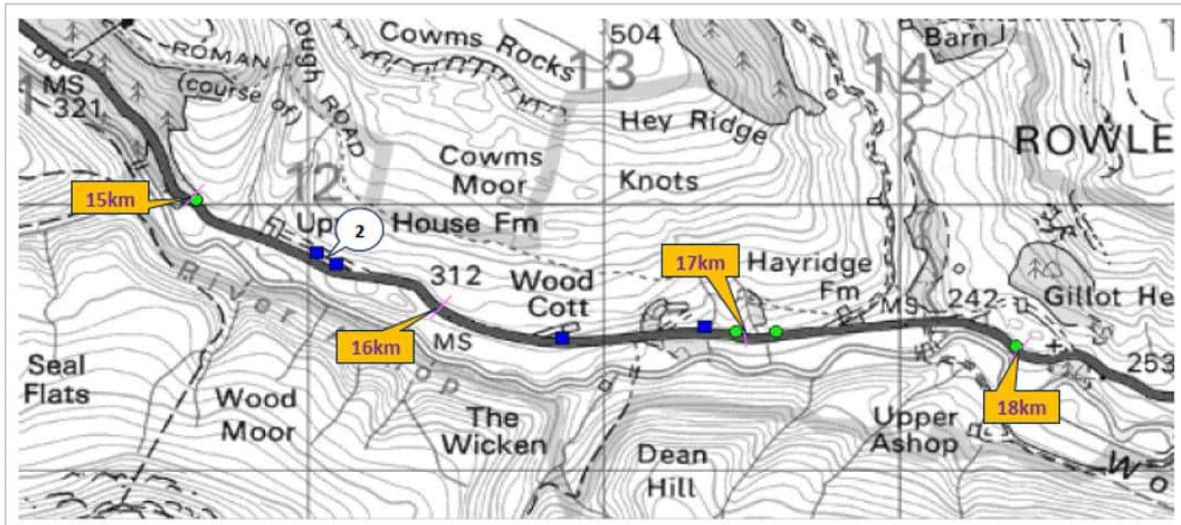 504
Cowms Rocks
13
14
Barn
ROMAN
(course of)
ROAD
MS
321
Hey Ridge
ROWLE
Cowms
Moor
Knots
12
15km
House Fm
2
River
312
17km
Hayridge
Fm
MS
242
Gillot He
Wood
Cott
16km
MS
253
Seal
Flats
18km
Wood
Moor
The
Wicken
Upper
Ashop
Dean
Hill
W o